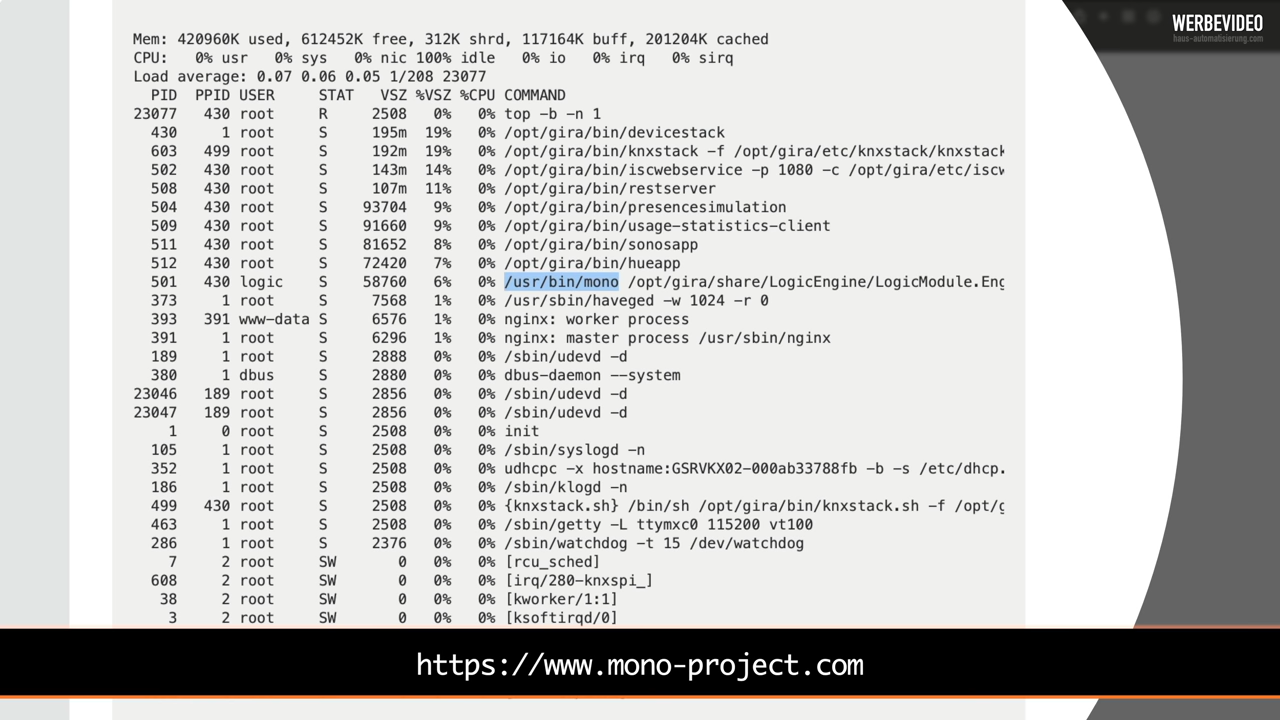 WERBEVIDEO
haus-automatisierung.com
Mem: 420960K used, 612452K free, 312K shrd, 117164K buff, 201204K cached
CPU:   0% usr   0% sys   0% nic 100% idle   0% io   0% irq   0% sirq
Load average: 0.07 0.06 0.05 1/208 23077
PID PPID USER STAT VSZ %VSZ %CPU COMMAND
23077 430 root R 2508 0% 0% top -b -n 1
430 1 root S 195m 19% 0% /opt/gira/bin/devicestack
603 499 root S 192m 19% 0% /opt/gira/bin/knxstack -f /opt/gira/etc/knxstack/knxstack
502 430 root S 143m 14% 0% /opt/gira/bin/iscwebservice -p 1080 -c /opt/gira/etc/iscw
508 430 root S 107m 11% 0% /opt/gira/bin/restserver
504 430 root S 93704 9% 0% /opt/gira/bin/presencesimulation
509 430 root S 91660 9% 0% /opt/gira/bin/usage-statistics-client
511 430 root S 81652 8% 0% /opt/gira/bin/sonosapp
512 430 root S 72420 7% 0% /opt/gira/bin/hueapp
501 430 logic S 58760 6% 0% /usr/bin/mono /opt/gira/share/LogicEngine/LogicModule.Eng
373 1 root S 7568 1% 0% /usr/sbin/haveged -w 1024 -r 0
393 391 www-data S 6576 1% 0% nginx: worker process
391 1 root S 6296 1% 0% nginx: master process /usr/sbin/nginx
189 1 root S 2888 0% 0% /sbin/udevd -d
380 1 dbus S 2880 0% 0% dbus-daemon --system
23046 189 root S 2856 0% 0% /sbin/udevd -d
23047 189 root S 2856 0% 0% /sbin/udevd -d
1 0 root S 2508 0% 0% init
105 1 root S 2508 0% 0% /sbin/syslogd -n
352 1 root S 2508 0% 0% udhcpc -x hostname:GSRVKX02-000ab33788fb -b -s /etc/dhcp.
186 1 root S 2508 0% 0% /sbin/klogd -n
499 430 root S 2508 0% 0% {knxstack.sh} /bin/sh /opt/gira/bin/knxstack.sh -f /opt/g
463 1 root S 2508 0% 0% /sbin/getty -L ttymxc0 115200 vt100
286 1 root S 2376 0% 0% /sbin/watchdog -t 15 /dev/watchdog
7 2 root SW 0 0% 0% [rcu_sched]
608 2 root SW 0 0% 0% [irq/280-knxspi_]
38 2 root SW 0 0% 0% [kworker/1:1]
3 2 root SW 0 0% 0% [ksoftirqd/0]
https://www.mono-project.com